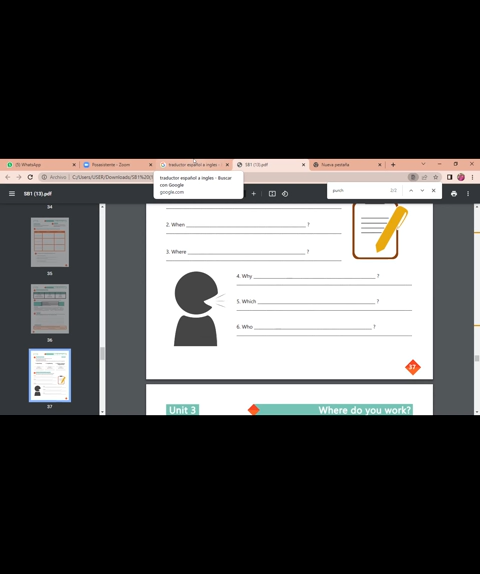 (5) WhatsApp
Posasistente - Zoom
traductor español a ingles - 
SB1 (13).pdf
Nueva pestaña
Archivo
C:/Users/USER/Downloads/SB1%20(1
traductor español a ingles - Buscar
con Google
google.com
SB1 (13).pdf
punch
2/3
34
35
36
37
2. When ?
3. Where ?
4. Why ?
5. Which ?
6. Who ?
37
Unit 3
Where do you work?